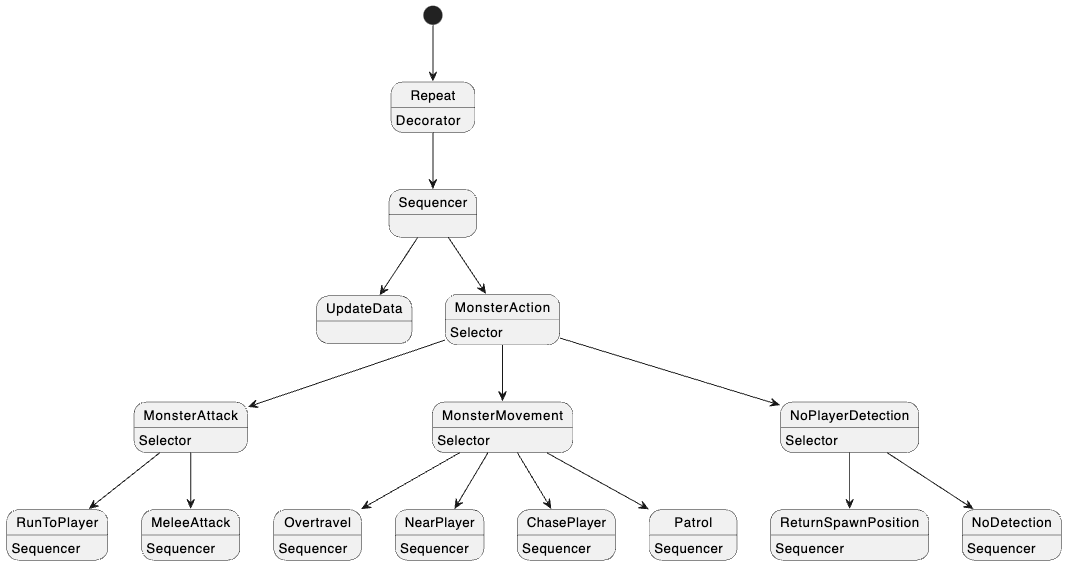 Repeat
Decorator
Sequencer
UpdateData
MonsterAction
Selector
MonsterAttack
Selector
MonsterMovement
Selector
NoPlayerDetection
Selector
RunToPlayer
Sequencer
MeleeAttack
Sequencer
Overtravel
Sequencer
NearPlayer
Sequencer
ChasePlayer
Sequencer
Patrol
Sequencer
ReturnSpawnPosition
Sequencer
NoDetection
Sequencer